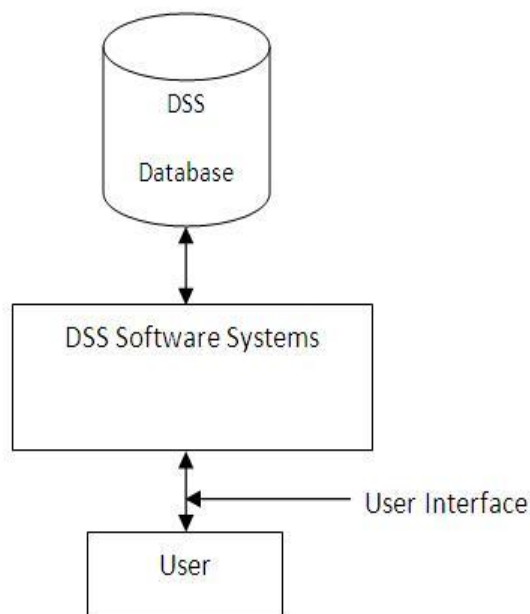 DSS
Database
DSS Software Systems
User Interface
User